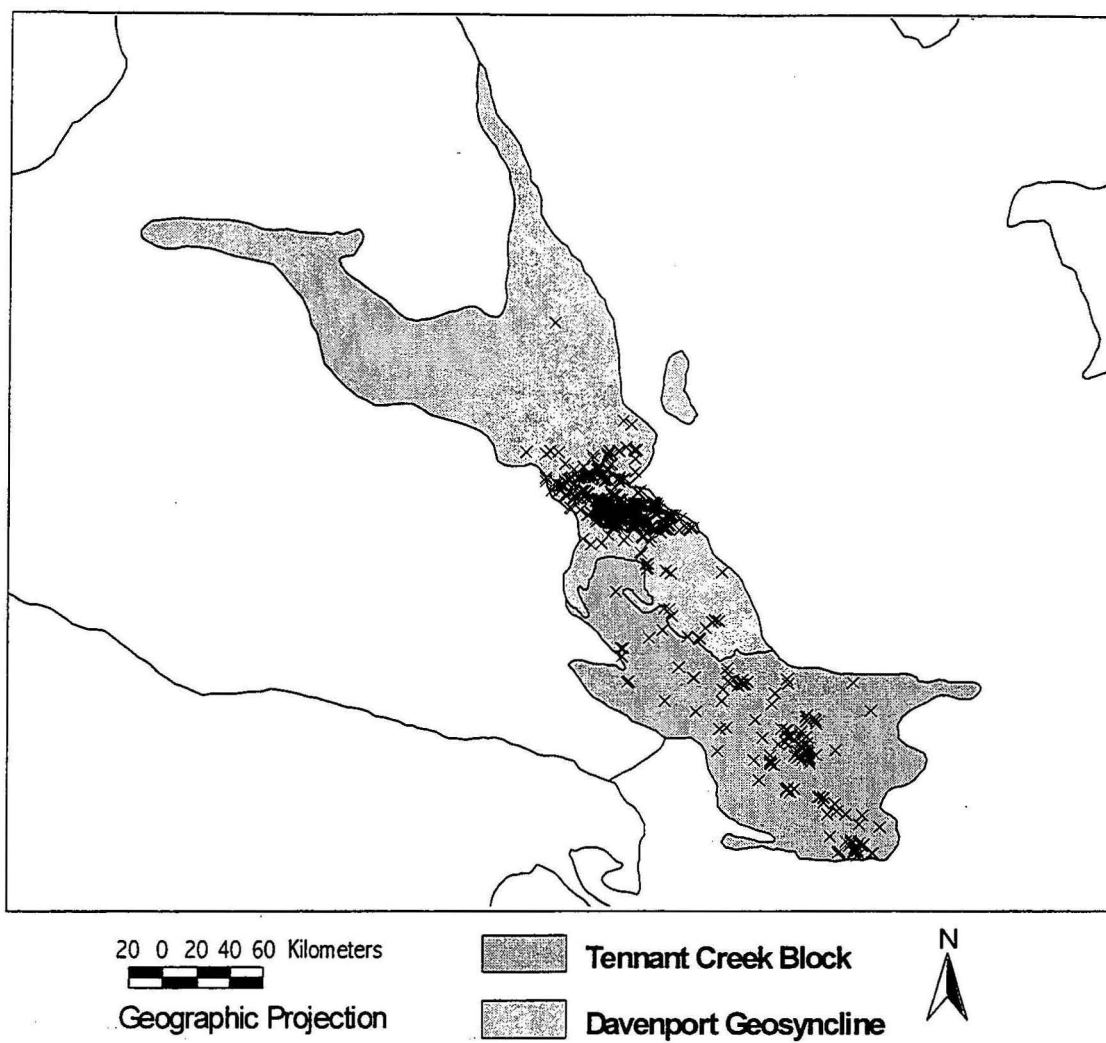 20 0 20 40 60 Kilometers
Geographic Projection
Tennant Creek Block
Davenport Geosyncline
N